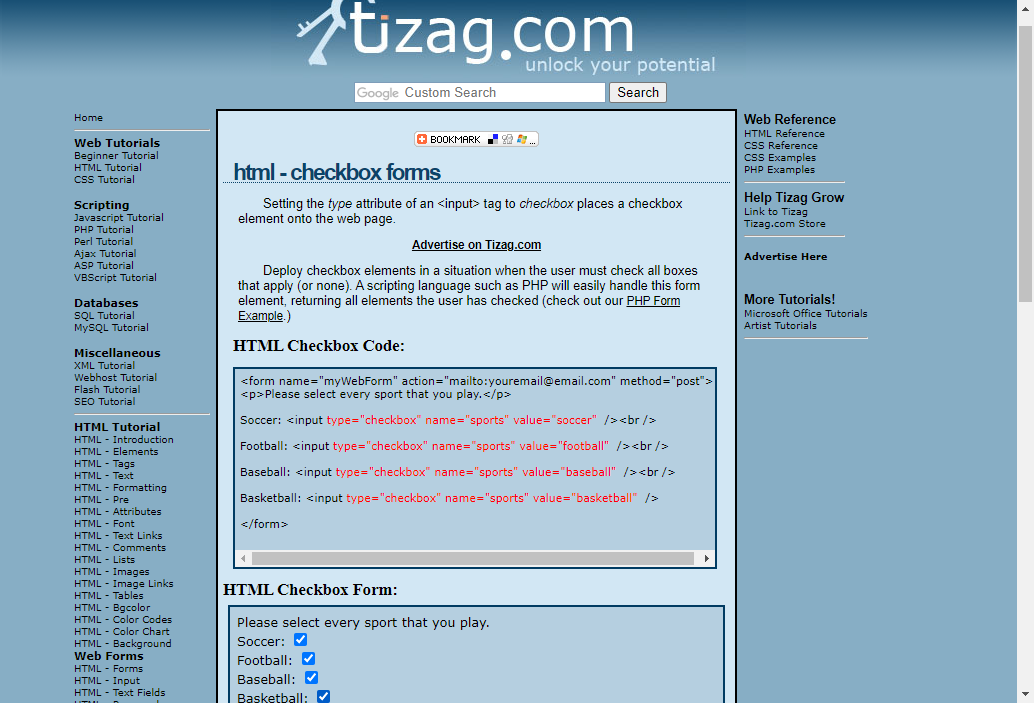 tizag.com
unlock your potential
Google Custom Search Search
Home
Web Tutorials
Beginner Tutorial
HTML Tutorial
CSS Tutorial
Scripting
Javascript Tutorial
PHP Tutorial
Perl Tutorial
Ajax Tutorial
ASP Tutorial
VBScript Tutorial
Databases
SQL Tutorial
MySQL Tutorial
Miscellaneous
XML Tutorial
Webhost Tutorial
Flash Tutorial
SEO Tutorial
HTML Tutorial
HTML - Introduction
HTML - Elements
HTML - Tags
HTML - Text
HTML - Formatting
HTML - Pre
HTML - Attributes
HTML - Font
HTML - Text Links
HTML - Comments
HTML - Lists
HTML - Images
HTML - Image Links
HTML - Tables
HTML - Bgcolor
HTML - Color Codes
HTML - Color Chart
HTML - Background
Web Forms
HTML - Forms
HTML - Input
HTML - Text Fields
BOOKMARK ...
html - checkbox forms
Setting the type attribute of an <input> tag to checkbox places a checkbox
element onto the web page.
Advertise on Tizag.com
Deploy checkbox elements in a situation when the user must check all boxes
that apply (or none). A scripting language such as PHP will easily handle this form
element, returning all elements the user has checked (check out our PHP Form
Example.)
HTML Checkbox Code:
<form name="myWebForm" action="mailto:youremail@email.com" method="post">
<p>Please select every sport that you play.</p>
Soccer: <input type="checkbox" name="sports" value="soccer" /><br />
Football: <input type="checkbox" name="sports" value="football" /><br />
Baseball: <input type="checkbox" name="sports" value="baseball" /><br />
Basketball: <input type="checkbox" name="sports" value="basketball" />
</form>
HTML Checkbox Form:
Please select every sport that you play.
Soccer:
Football:
Baseball:
Basketball:
Web Reference
HTML Reference
CSS Reference
CSS Examples
PHP Examples
Help Tizag Grow
Link to Tizag
Tizag.com Store
Advertise Here
More Tutorials!
Microsoft Office Tutorials
Artist Tutorials